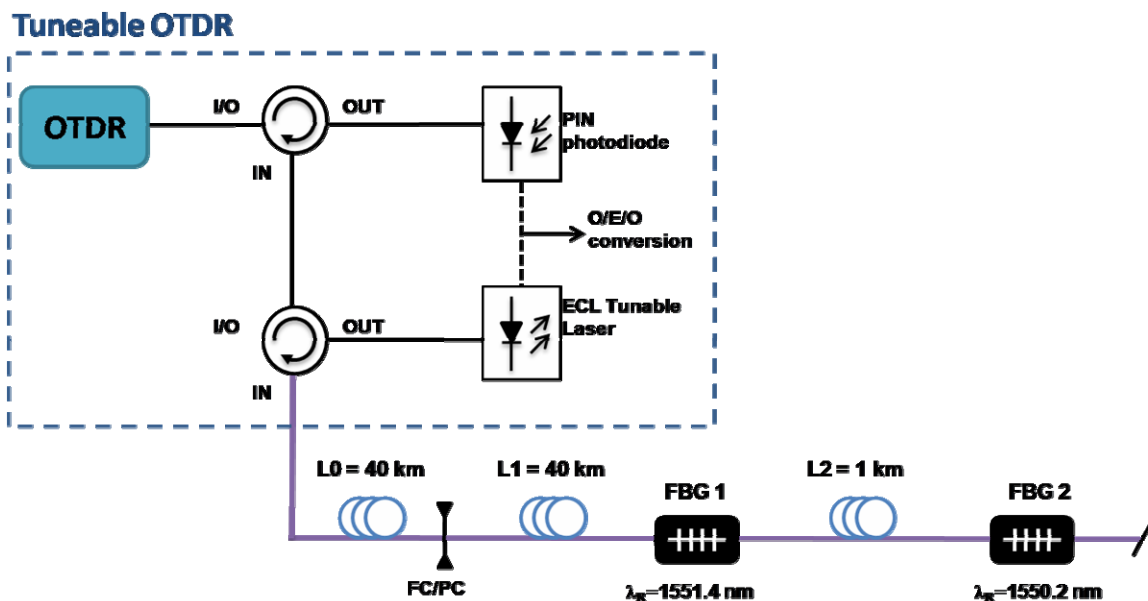 Tuneable OTDR
OTDR
I/O
OUT
IN
PIN
photodiode
O/E/O
conversion
I/O
OUT
IN
ECL Tunable
Laser
L0 = 40 km
L1 = 40 km
L2 = 1 km
FBG 1
FBG 2
FC/PC
λR=1551.4 nm
λR=1550.2 nm